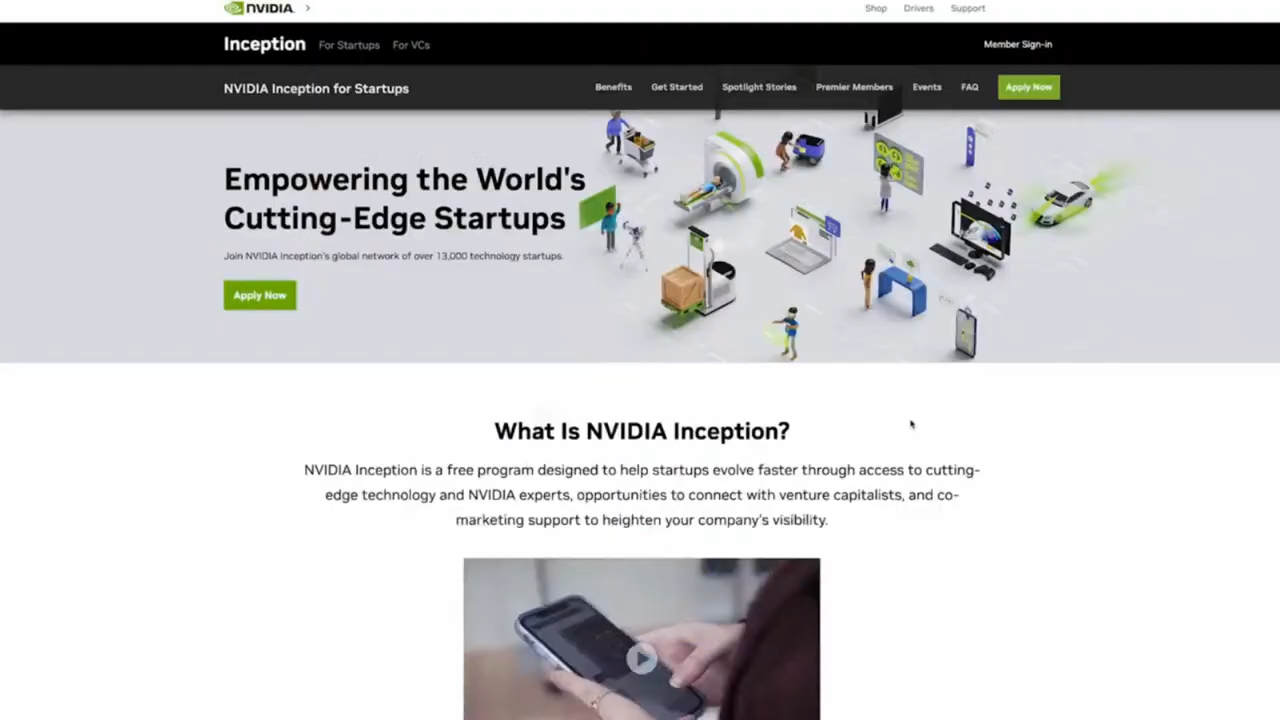 NVIDIA.
Shop Drivers Support
Inception For Startups For VCs Member Sign-in
NVIDIA Inception for Startups Benefits Get Started Spotlight Stories Premier Members Events FAQ Apply Now
Empowering the World's
Cutting-Edge Startups
Join NVIDIA Inception's global network of over 13,000 technology startups.
Apply Now
What Is NVIDIA Inception?
NVIDIA Inception is a free program designed to help startups evolve faster through access to cutting-
edge technology and NVIDIA experts, opportunities to connect with venture capitalists, and co-
marketing support to heighten your company's visibility.